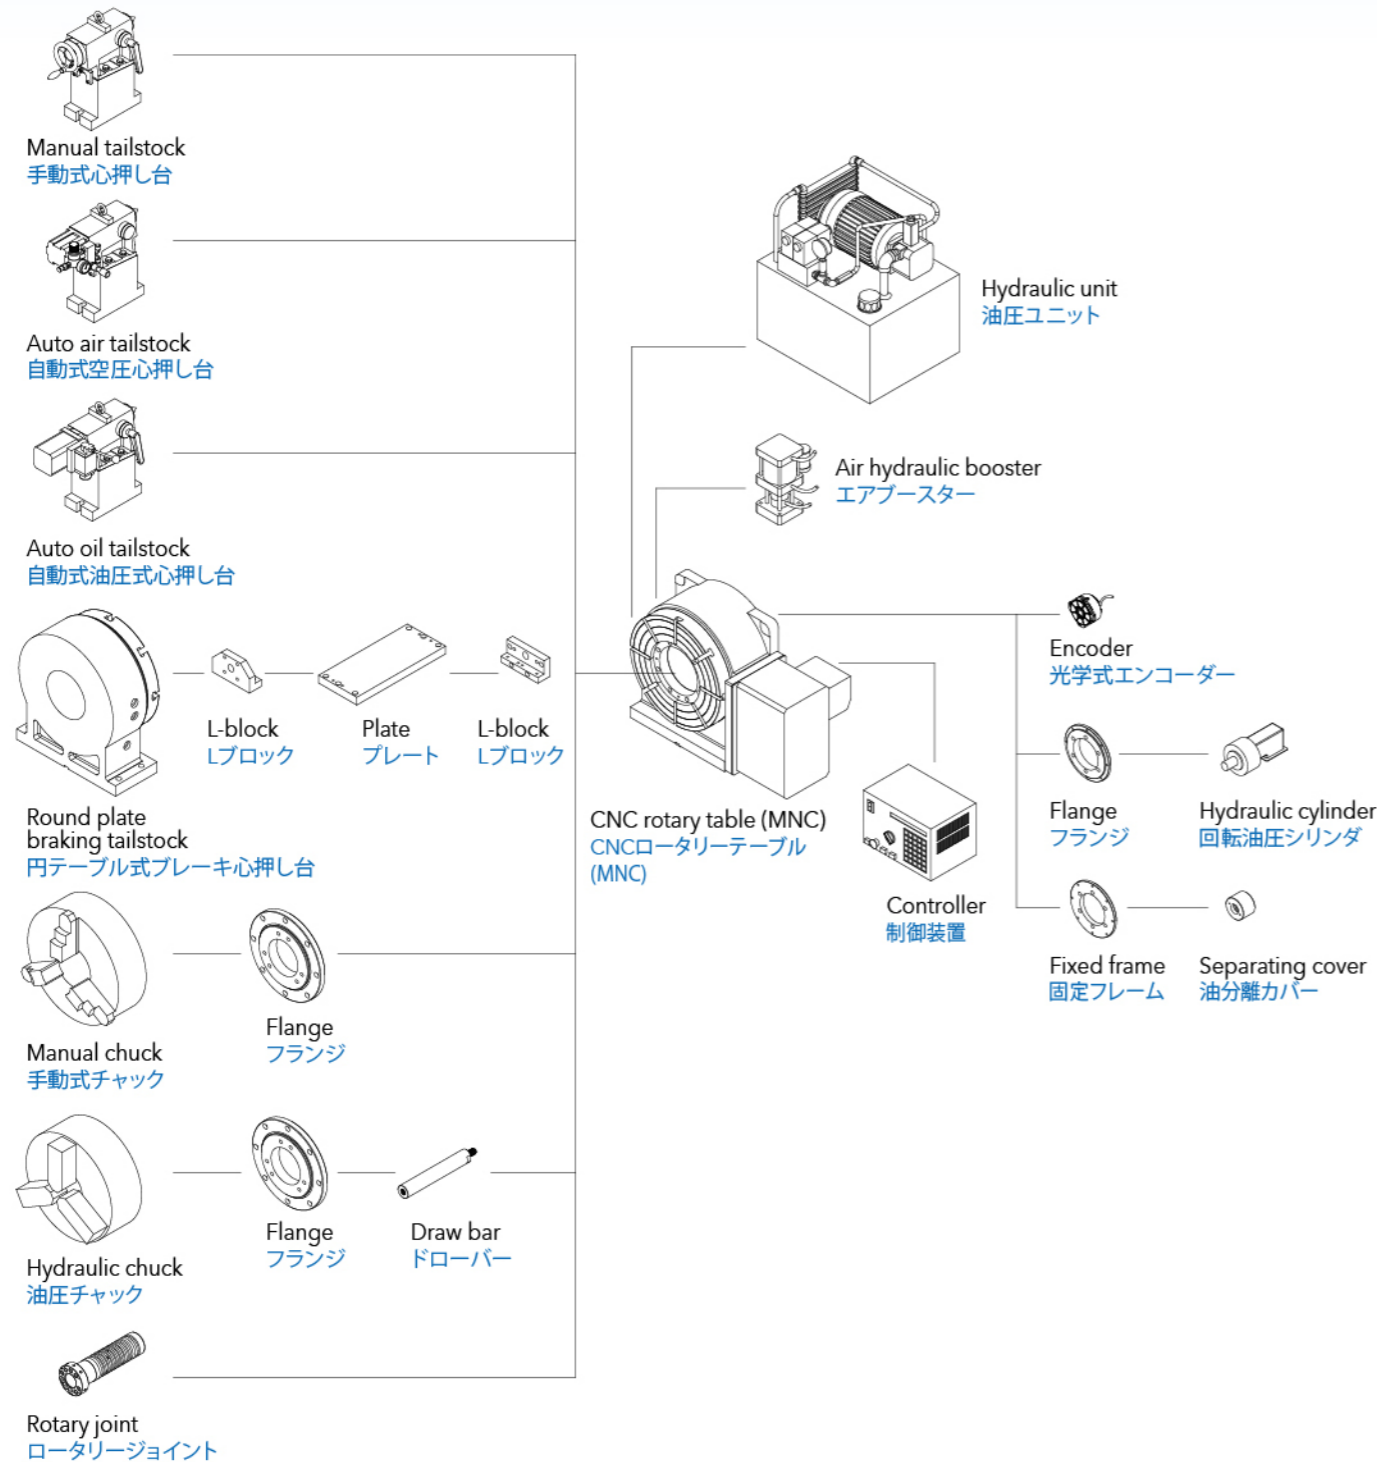 Manual tailstock
手動式心押し台
Auto air tailstock
自動式空圧心押し台
Auto oil tailstock
自動式油圧式心押し台
Hydraulic unit
油圧ユニット
Air hydraulic booster
エアブースター
L-block
Lブロック
Plate
プレート
L-block
Lブロック
Round plate
braking tailstock
円テーブル式ブレーキ心押し台
CNC rotary table (MNC)
CNCロータリーテーブル
(MNC)
Controller
制御装置
Encoder
光学式エンコーダー
Flange
フランジ
Hydraulic cylinder
回転油圧シリンダ
Fixed frame
固定フレーム
Separating cover
油分離カバー
Manual chuck
手動式チャック
Flange
フランジ
Hydraulic chuck
油圧チャック
Flange
フランジ
Draw bar
ドローバー
Rotary joint
ロータリージョイント